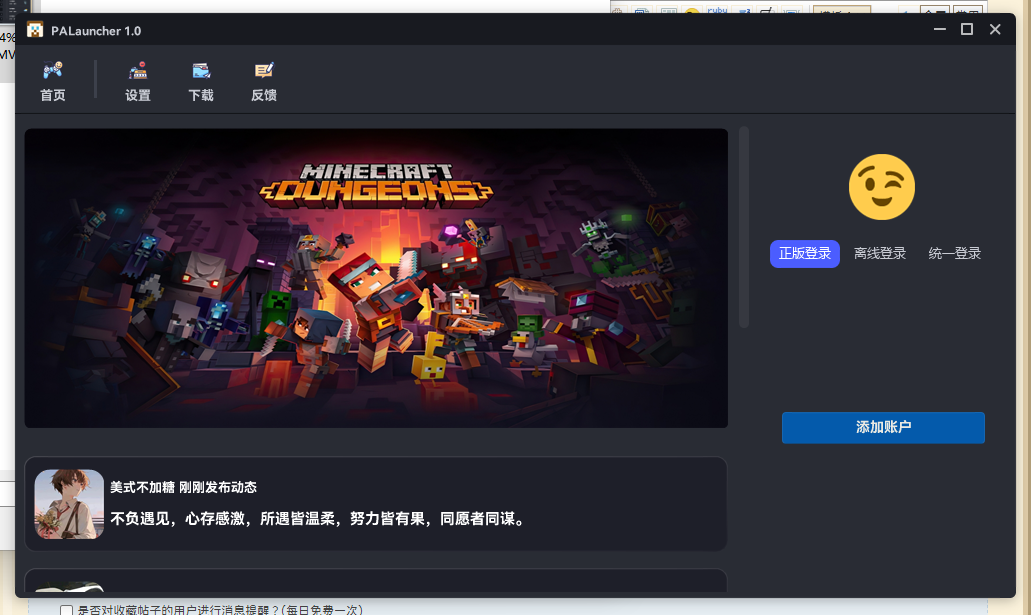 PALauncher 1.0
首页
设置
下载
反馈
MINECRAFT
DUNGEONS
正版登录
离线登录
统一登录
添加账户
美式不加糖 刚刚发布动态
不负遇见，心存感激，所遇皆温柔，努力皆有果，同愿者同谋。
是否对收藏帖子的用户进行消息提醒？(每日免费一次)
4%
MV
ruby